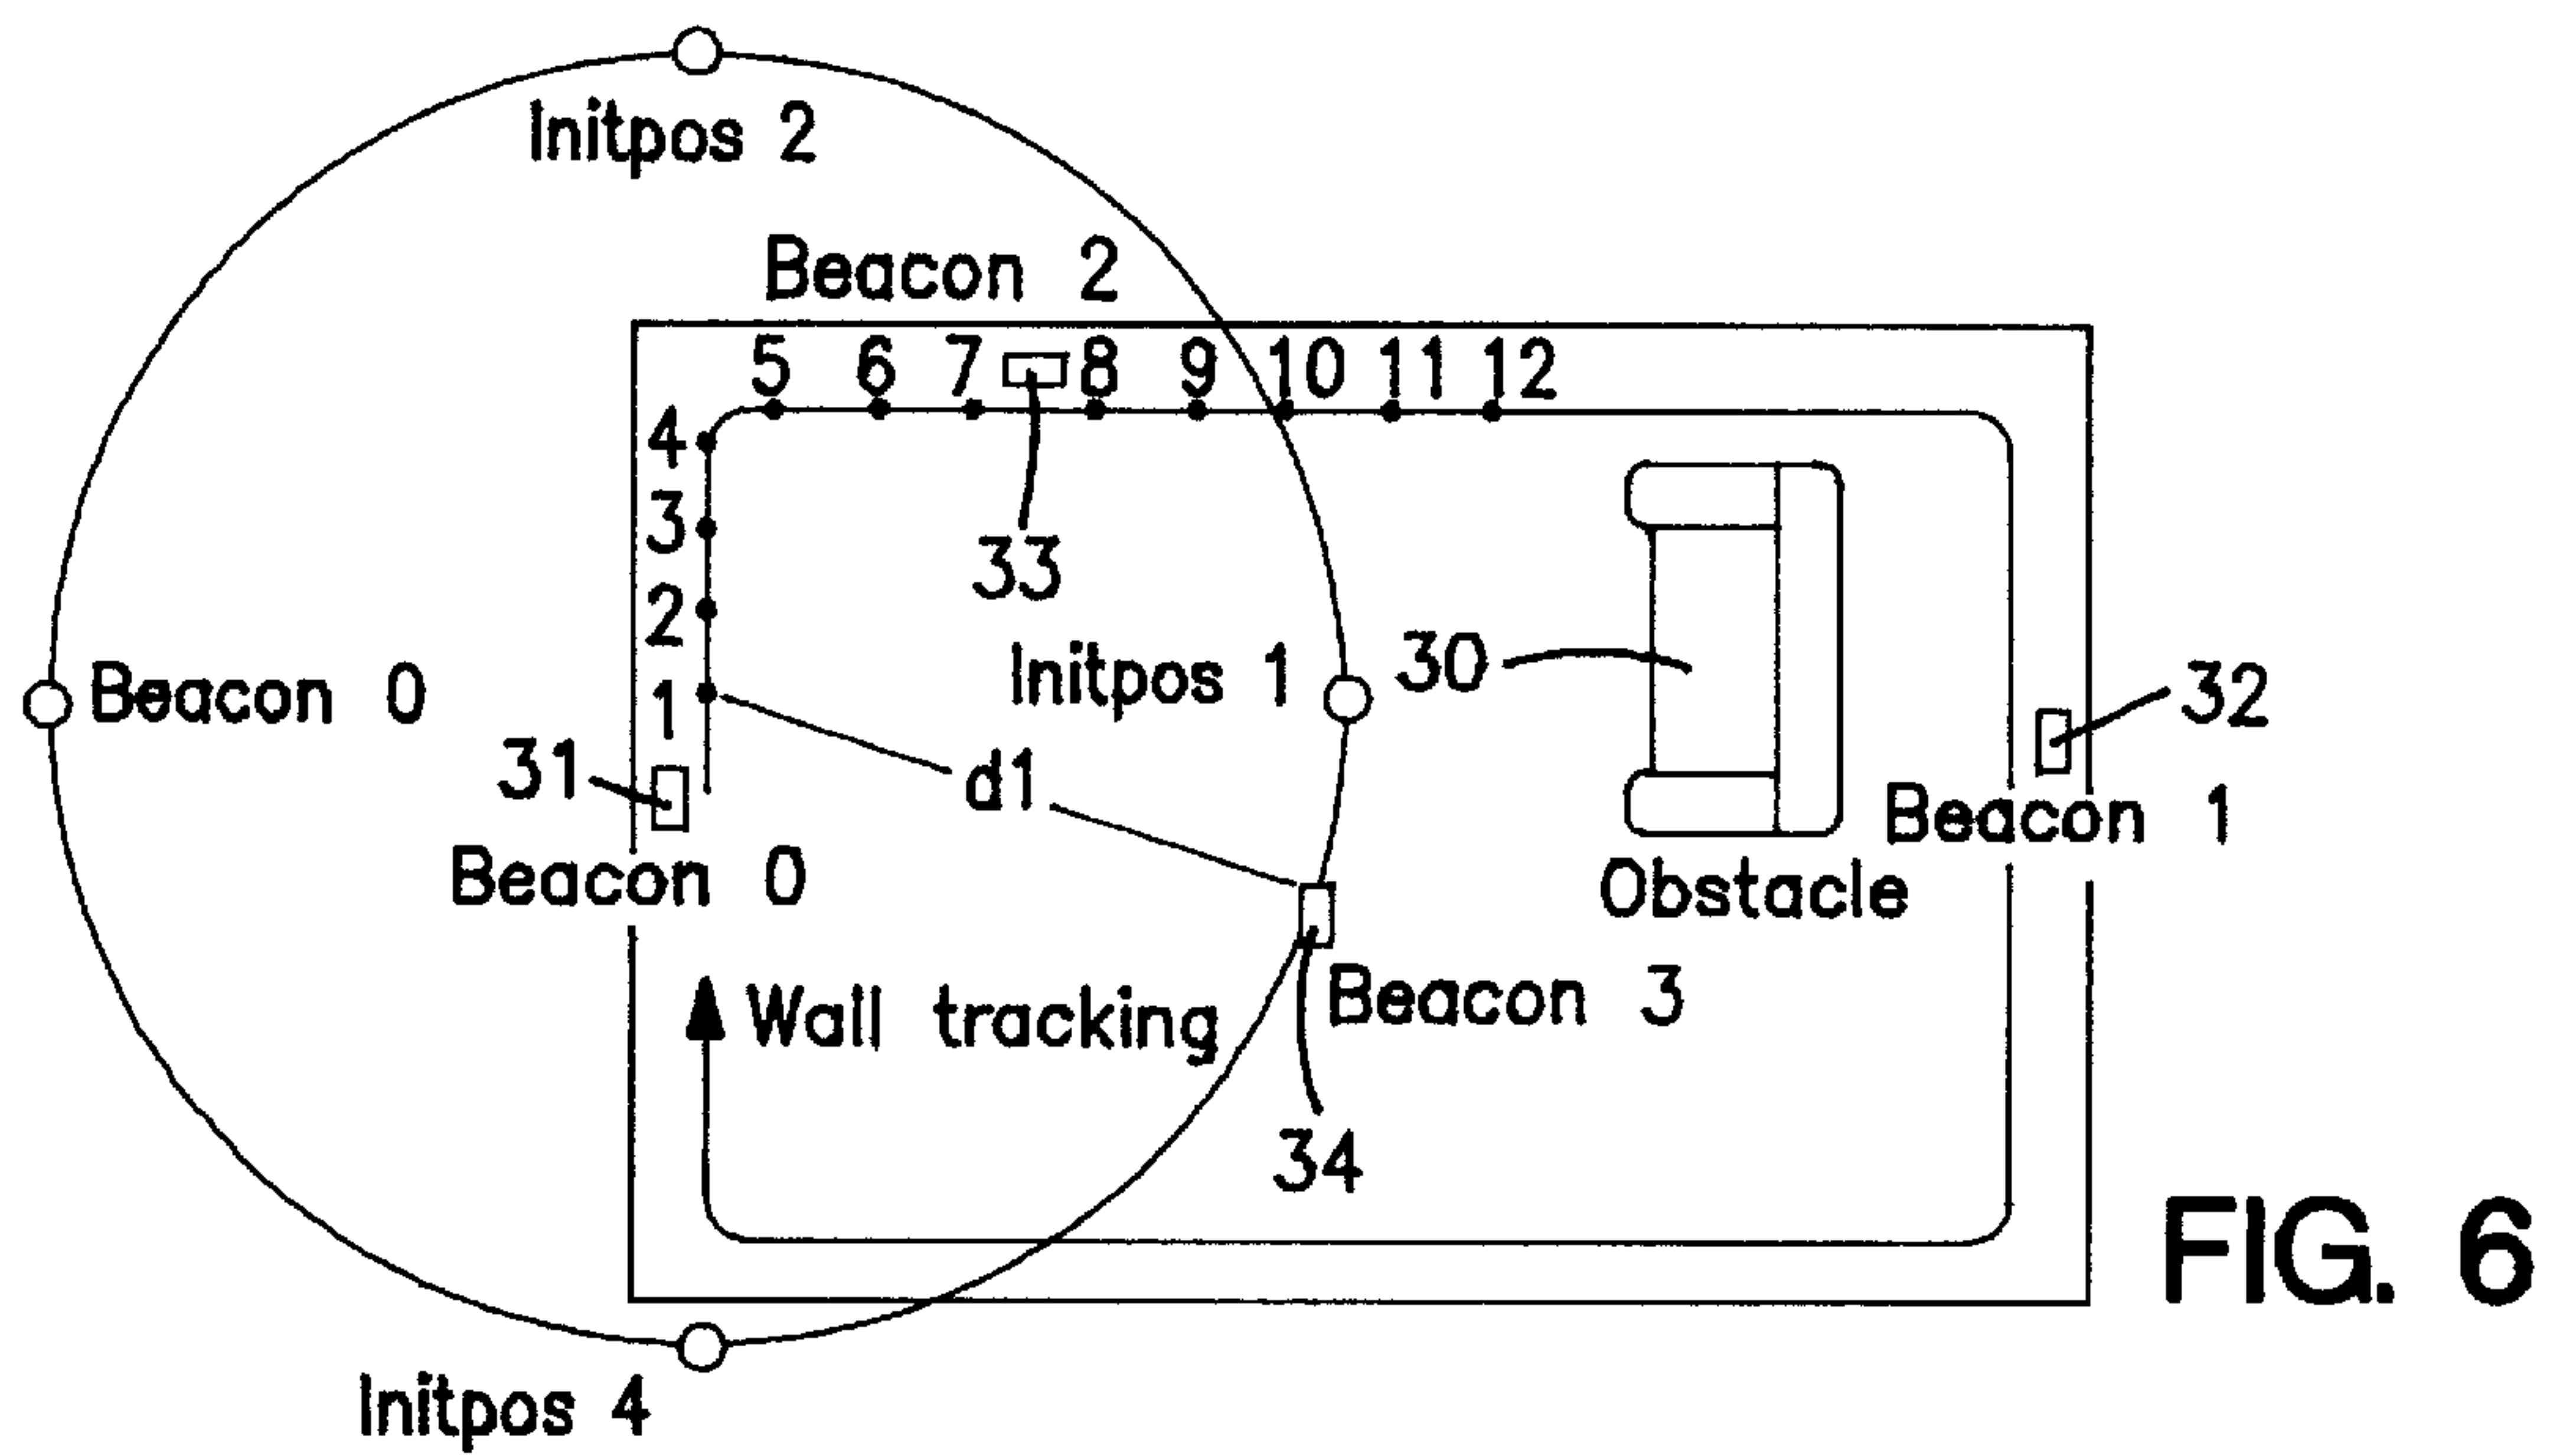 Initpos 2
Beacon 2
5 6 7 8 9 10 11 12
4
3
33
2
Initpos 1
30
32
Beacon 0
1
31
d1
Beacon 1
Beacon 0
Obstacle
Wall tracking
Beacon 3
34
FIG. 6
Initpos 4